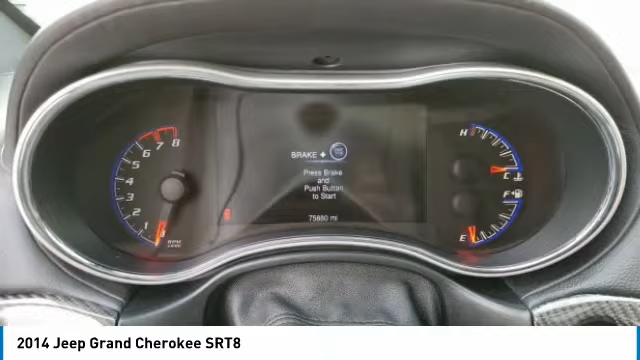 BRAKE +
Press Brake
and
Push Button
to Start
75880 mi
8
7
6
5
4
3
2
1
RPM
H
C
F
E
2014 Jeep Grand Cherokee SRT8